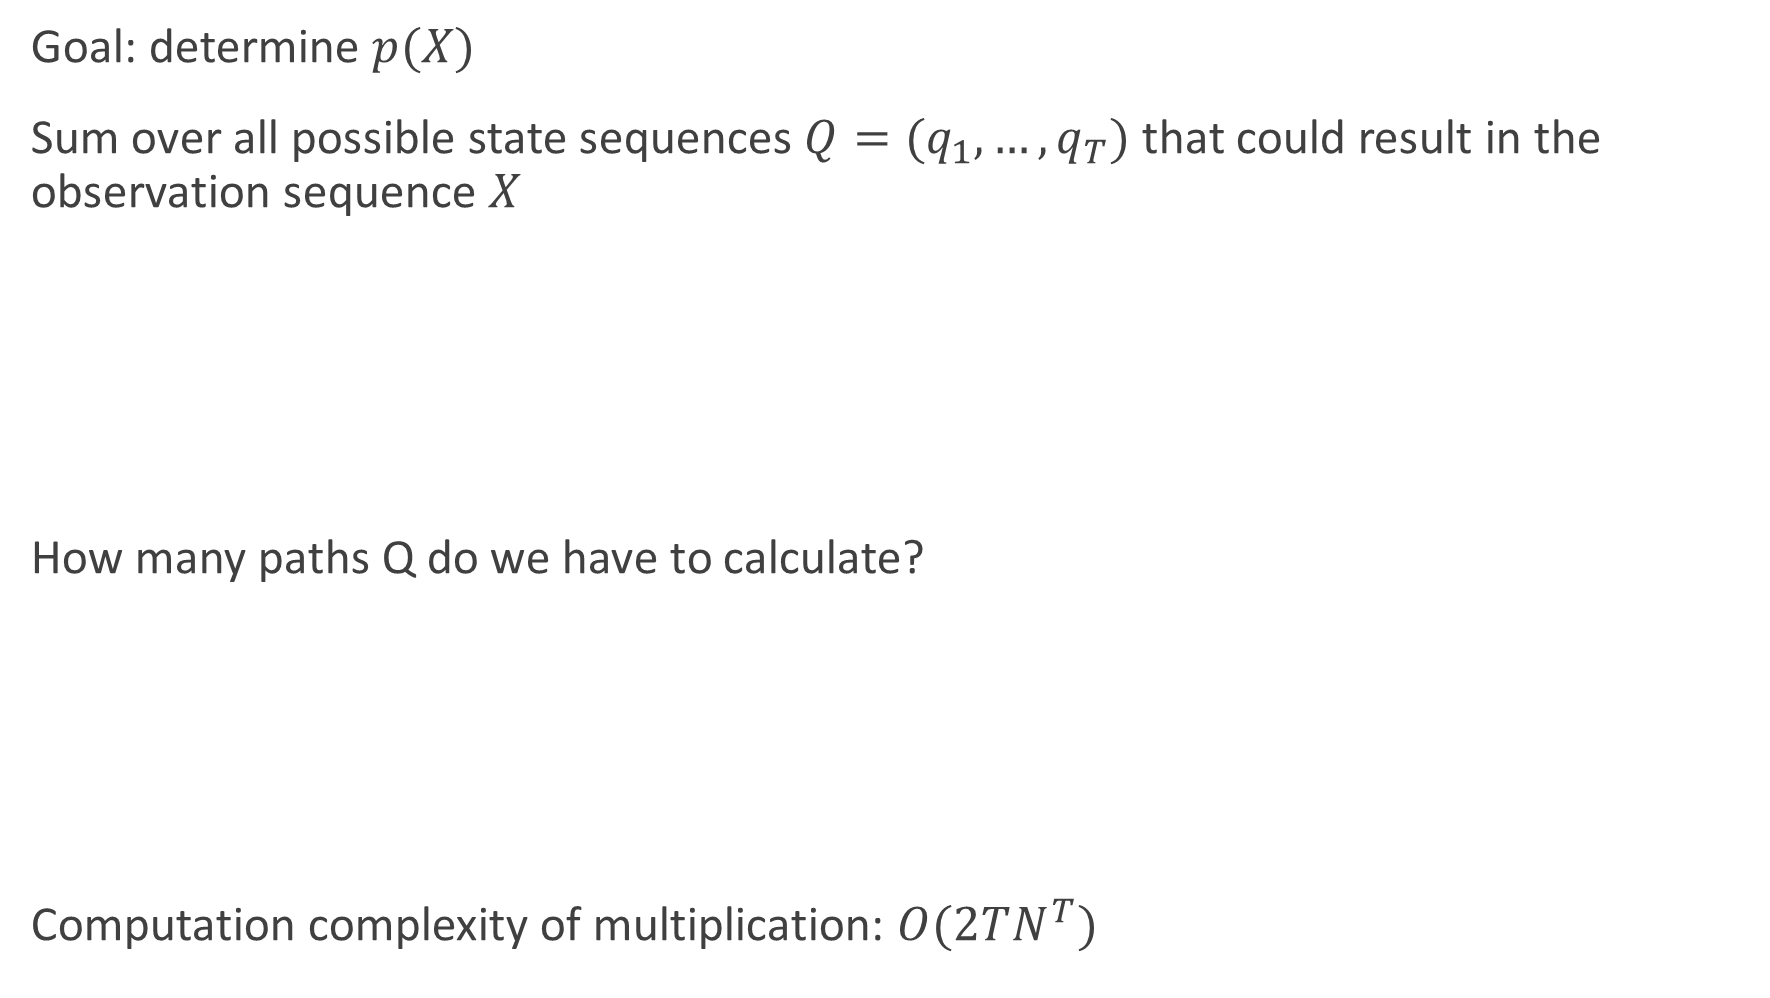 Goal: determine 𝑝(𝑋)
Sum over all possible state sequences 𝑄 = (𝑞₁, … , 𝑞_𝑇) that could result in the
observation sequence 𝑋
How many paths Q do we have to calculate?
Computation complexity of multiplication: 𝑂(2𝑇𝑁^𝑇)